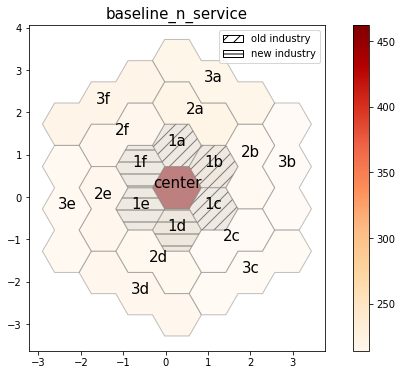 baseline_n_service
old industry
new industry
3a
3f
2a
2f
1a
2b
1f
1b
3b
center
2e
3e
1e
1c
1d
2c
2d
3c
3d
4
3
2
1
0
−1
−2
−3
−3
−2
−1
0
1
2
3
450
400
350
300
250